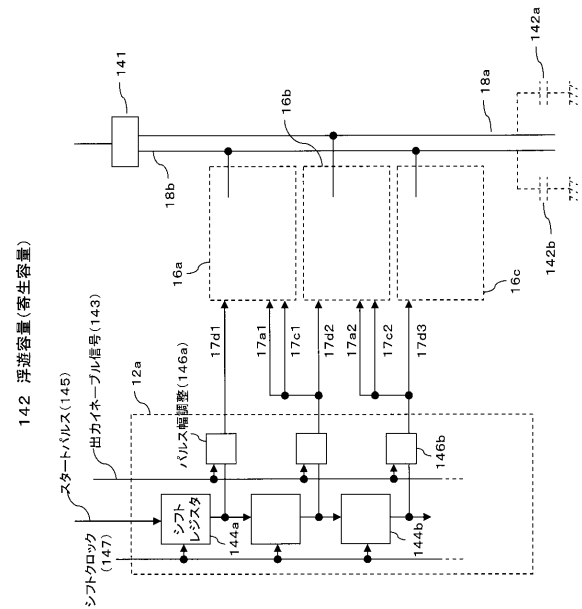 142 浮遊容量(寄生容量)
シフトクロック
(147)
スタートパルス(145)
出力イネーブル信号(143)
12a
パルス幅調整(146a)
シフト
レジスタ
144a
144b
146b
17d1
17a1
17c1
17d2
17a2
17c2
17d3
16a
16b
16c
141
18b
18a
142a
142b